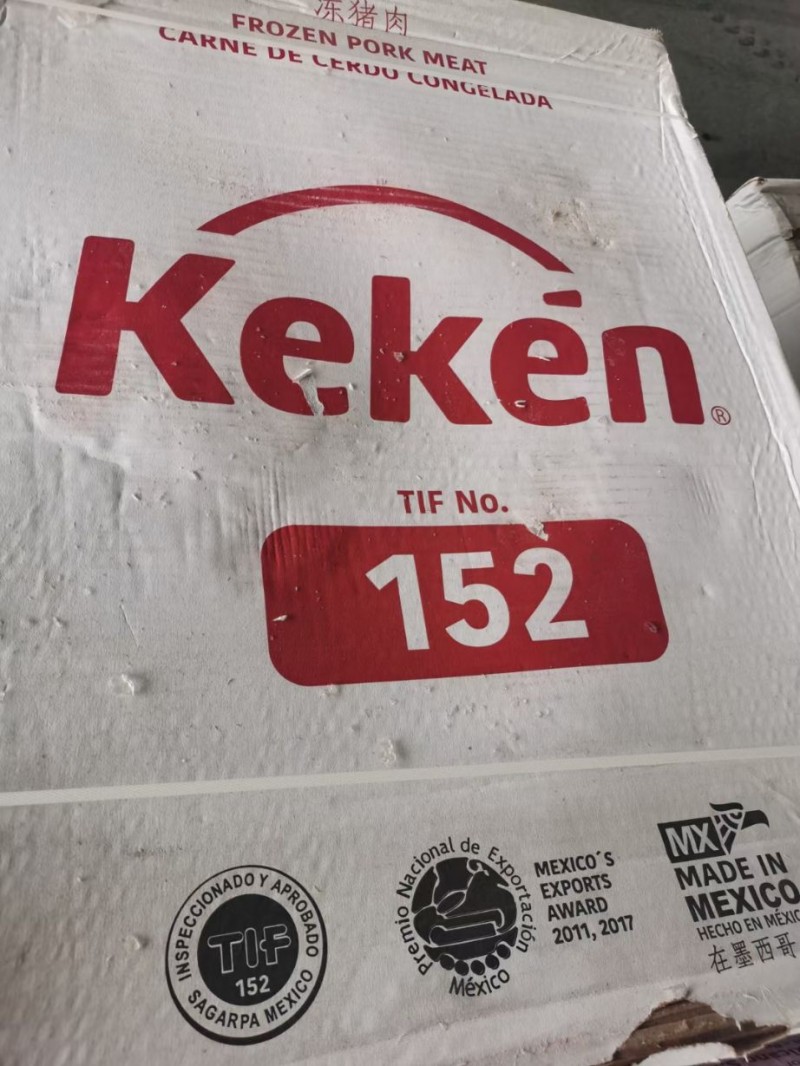 冻猪肉
FROZEN PORK MEAT
CARNE DE CERDO CONGELADA
Kekén®
TIF No.
152
INSPECCIONADO Y APROBADO
TIF
152
SAGARPA MEXICO
Premio Nacional de Exportación
México
MEXICO´S
EXPORTS
AWARD
2011, 2017
MX
MADE IN
MEXICO
HECHO EN MÉXIC
在墨西哥